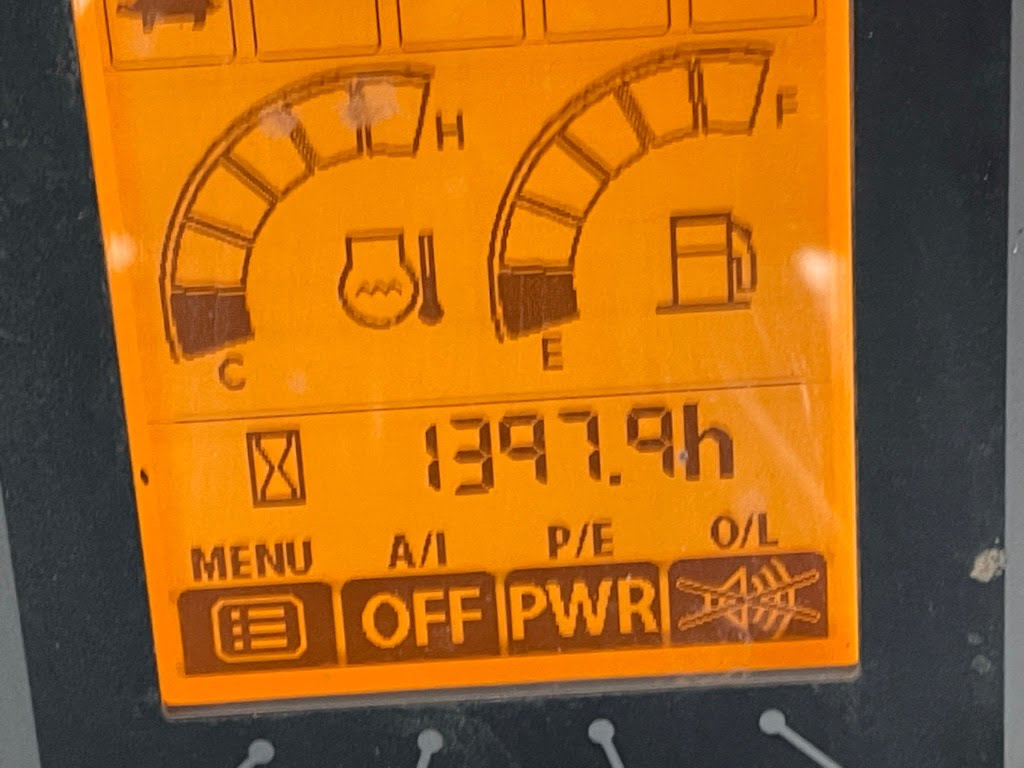 H F
C E
1397.9h
MENU A/I P/E O/L
OFF PWR